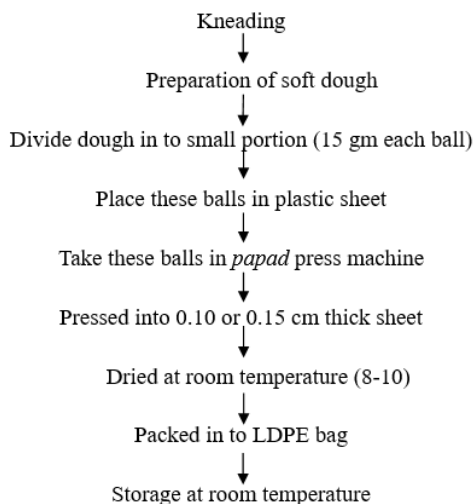 Kneading
Preparation of soft dough
Divide dough in to small portion (15 gm each ball)
Place these balls in plastic sheet
Take these balls in papad press machine
Pressed into 0.10 or 0.15 cm thick sheet
Dried at room temperature (8-10)
Packed in to LDPE bag
Storage at room temperature